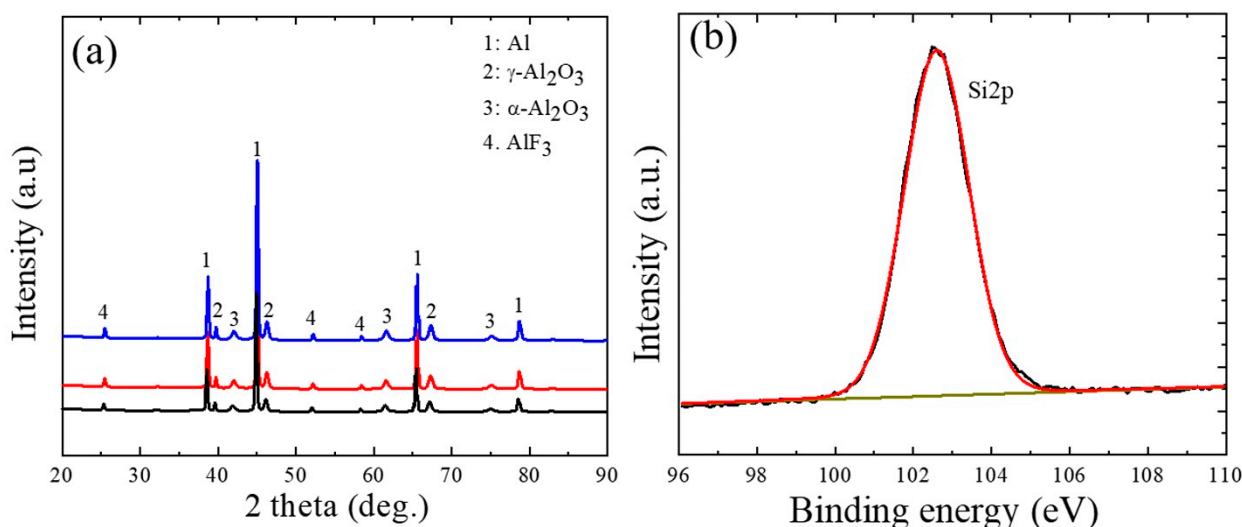 (a)
1: Al
2: γ-Al2O3
3: α-Al2O3
4. AlF3
1
1
1
1
4
2
3
2
4
4
3
2
3
Intensity (a.u)
20 30 40 50 60 70 80 90
2 theta (deg.)
(b)
Si2p
Intensity (a.u.)
96 98 100 102 104 106 108 110
Binding energy (eV)